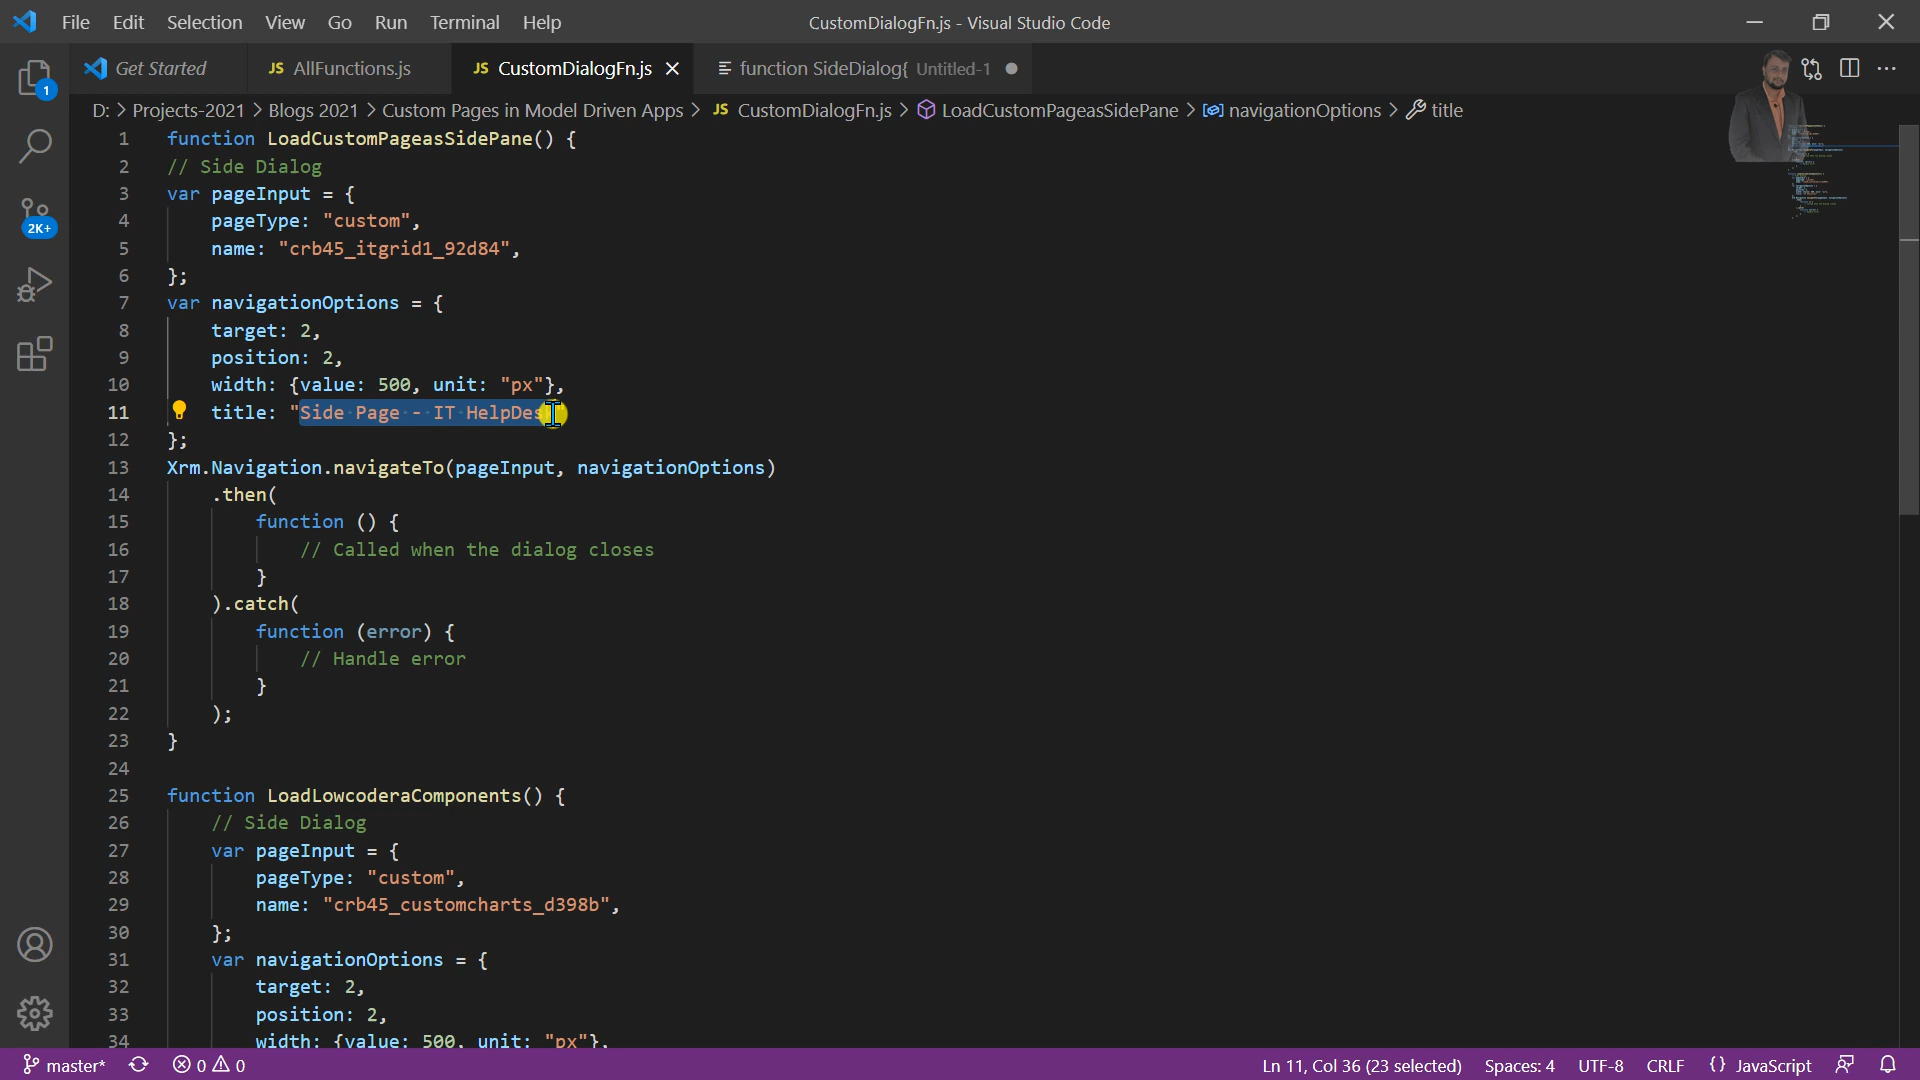 File Edit Selection View Go Run Terminal Help CustomDialogFn.js - Visual Studio Code
Get Started JS AllFunctions.js JS CustomDialogFn.js function SideDialog{ Untitled-1
D: > Projects-2021 > Blogs 2021 > Custom Pages in Model Driven Apps > JS CustomDialogFn.js > LoadCustomPageasSidePane > navigationOptions > title
1 function LoadCustomPageasSidePane() {
2 // Side Dialog
3 var pageInput = {
4 pageType: "custom",
5 name: "crb45_itgrid1_92d84",
6 };
7 var navigationOptions = {
8 target: 2,
9 position: 2,
10 width: {value: 500, unit: "px"},
11 title: "Side Page - IT HelpDes
12 };
13 Xrm.Navigation.navigateTo(pageInput, navigationOptions)
14 .then(
15 function () {
16 // Called when the dialog closes
17 }
18 ).catch(
19 function (error) {
20 // Handle error
21 }
22 );
23 }
24
25 function LoadLowcoderaComponents() {
26 // Side Dialog
27 var pageInput = {
28 pageType: "custom",
29 name: "crb45_customcharts_d398b",
30 };
31 var navigationOptions = {
32 target: 2,
33 position: 2,
34 width: {value: 500, unit: "px"},
1
2K+
master* 0 0 Ln 11, Col 36 (23 selected) Spaces: 4 UTF-8 CRLF {} JavaScript